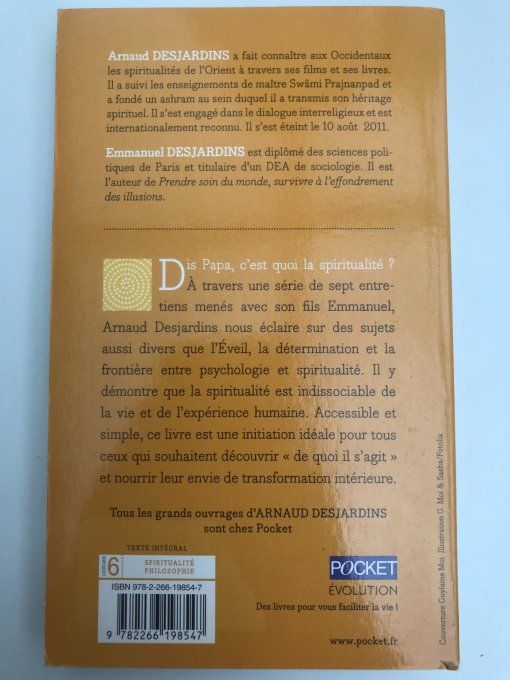 Arnaud DESJARDINS a fait connaître aux Occidentaux
les spiritualités de l'Orient à travers ses films et ses livres.
Il a suivi les enseignements de maître Swâmi Prajnanpad et
a fondé un ashram au sein duquel il a transmis son héritage
spirituel. Il s'est engagé dans le dialogue interreligieux et est
internationalement reconnu. Il s'est éteint le 10 août 2011.
Emmanuel DESJARDINS est diplômé des sciences poli-
tiques de Paris et titulaire d'un DEA de sociologie. Il est
l'auteur de Prendre soin du monde, survivre à l'effondrement
des illusions.
Dis Papa, c'est quoi la spiritualité ?
À travers une série de sept entre-
tiens menés avec son fils Emmanuel,
Arnaud Desjardins nous éclaire sur des sujets
aussi divers que l'Éveil, la détermination et la
frontière entre psychologie et spiritualité. Il y
démontre que la spiritualité est indissociable de
la vie et de l'expérience humaine. Accessible et
simple, ce livre est une initiation idéale pour tous
ceux qui souhaitent découvrir « de quoi il s'agit »
et nourrir leur envie de transformation intérieure.
Tous les grands ouvrages d'ARNAUD DESJARDINS
sont chez Pocket
TEXTE INTÉGRAL
6
SPIRITUALITÉ
PHILOSOPHIE
ISBN 978-2-266-19854-7
9 782266 198547
POCKET
ÉVOLUTION
Des livres pour vous faciliter la vie !
www.pocket.fr
Couverture Guylaine Moi. Illustration G. Moi & Sasha/Fotolia